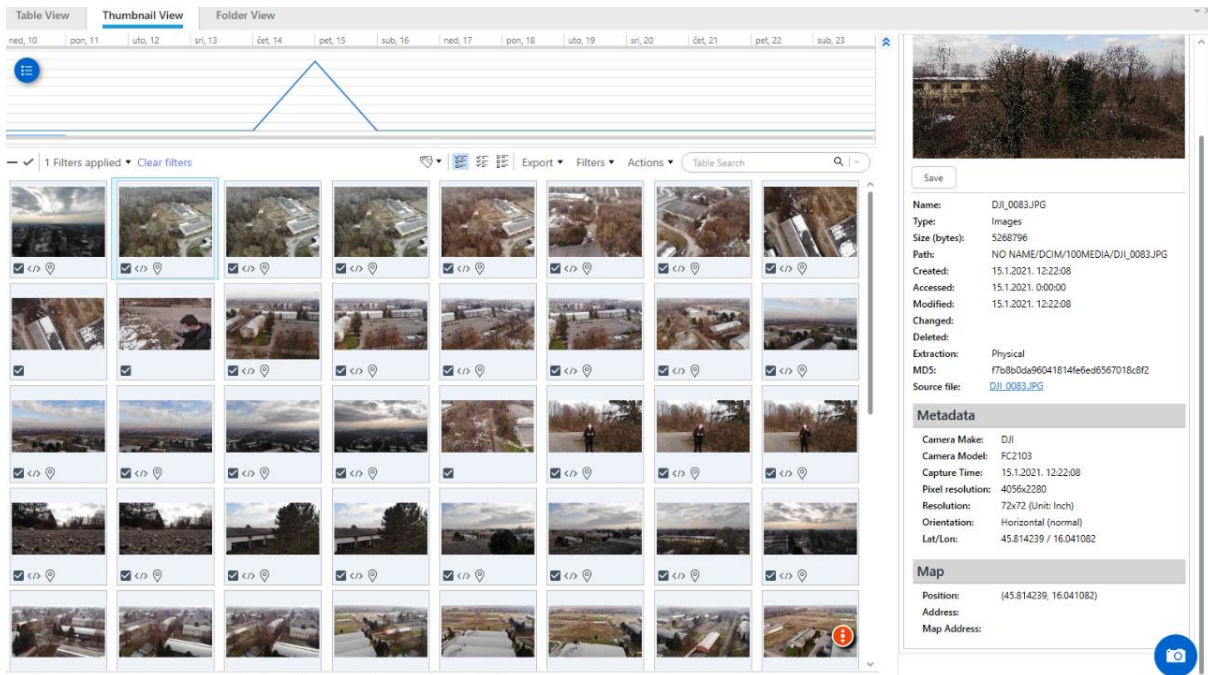 Table View Thumbnail View Folder View
ned, 10 pon, 11 uto, 12 sri, 13 čet, 14 pet, 15 sub, 16 ned, 17 pon, 18 uto, 19 sri, 20 čet, 21 pet, 22 sub, 23
1 Filters applied Clear filters Export Filters Actions Table Search
Save
Name: DJI_0083.JPG
Type: Images
Size (bytes): 5268796
Path: NO NAME/DCIM/100MEDIA/DJI_0083.JPG
Created: 15.1.2021. 12:22:08
Accessed: 15.1.2021. 0:00:00
Modified: 15.1.2021. 12:22:08
Changed:
Deleted:
Extraction: Physical
MD5: f7b8b0da96041814fe6ed6567018c8f2
Source file: DJI_0083.JPG
Metadata
Camera Make: DJI
Camera Model: FC2103
Capture Time: 15.1.2021. 12:22:08
Pixel resolution: 4056x2280
Resolution: 72x72 (Unit: Inch)
Orientation: Horizontal (normal)
Lat/Lon: 45.814239 / 16.041082
Map
Position: (45.814239, 16.041082)
Address:
Map Address: